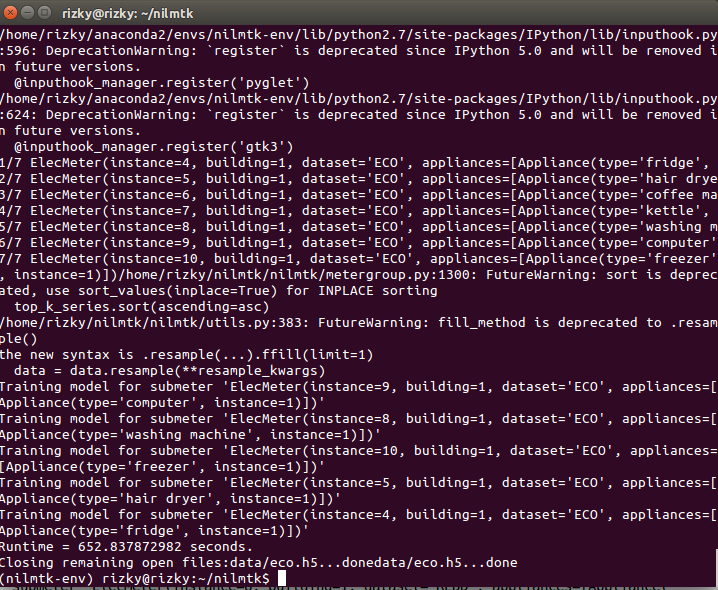 rizky@rizky: ~/nilmtk
/home/rizky/anaconda2/envs/nilmtk-env/lib/python2.7/site-packages/IPython/lib/inputhook.py
:596: DeprecationWarning: `register` is deprecated since IPython 5.0 and will be removed i
n future versions.
  @inputhook_manager.register('pyglet')
/home/rizky/anaconda2/envs/nilmtk-env/lib/python2.7/site-packages/IPython/lib/inputhook.py
:624: DeprecationWarning: `register` is deprecated since IPython 5.0 and will be removed i
n future versions.
  @inputhook_manager.register('gtk3')
1/7 ElecMeter(instance=4, building=1, dataset='ECO', appliances=[Appliance(type='fridge',
2/7 ElecMeter(instance=5, building=1, dataset='ECO', appliances=[Appliance(type='hair drye
3/7 ElecMeter(instance=6, building=1, dataset='ECO', appliances=[Appliance(type='coffee ma
4/7 ElecMeter(instance=7, building=1, dataset='ECO', appliances=[Appliance(type='kettle',
5/7 ElecMeter(instance=8, building=1, dataset='ECO', appliances=[Appliance(type='washing m
6/7 ElecMeter(instance=9, building=1, dataset='ECO', appliances=[Appliance(type='computer'
7/7 ElecMeter(instance=10, building=1, dataset='ECO', appliances=[Appliance(type='freezer'
, instance=1)])/home/rizky/nilmtk/nilmtk/metergroup.py:1300: FutureWarning: sort is deprec
ated, use sort_values(inplace=True) for INPLACE sorting
  top_k_series.sort(ascending=asc)
/home/rizky/nilmtk/nilmtk/utils.py:383: FutureWarning: fill_method is deprecated to .resam
ple()
the new syntax is .resample(...).ffill(limit=1)
  data = data.resample(**resample_kwargs)
Training model for submeter 'ElecMeter(instance=9, building=1, dataset='ECO', appliances=[
Appliance(type='computer', instance=1)])'
Training model for submeter 'ElecMeter(instance=8, building=1, dataset='ECO', appliances=[
Appliance(type='washing machine', instance=1)])'
Training model for submeter 'ElecMeter(instance=10, building=1, dataset='ECO', appliances=
[Appliance(type='freezer', instance=1)])'
Training model for submeter 'ElecMeter(instance=5, building=1, dataset='ECO', appliances=[
Appliance(type='hair dryer', instance=1)])'
Training model for submeter 'ElecMeter(instance=4, building=1, dataset='ECO', appliances=[
Appliance(type='fridge', instance=1)])'
Runtime = 652.837872982 seconds.
Closing remaining open files:data/eco.h5...donedata/eco.h5...done
(nilmtk-env) rizky@rizky:~/nilmtk$